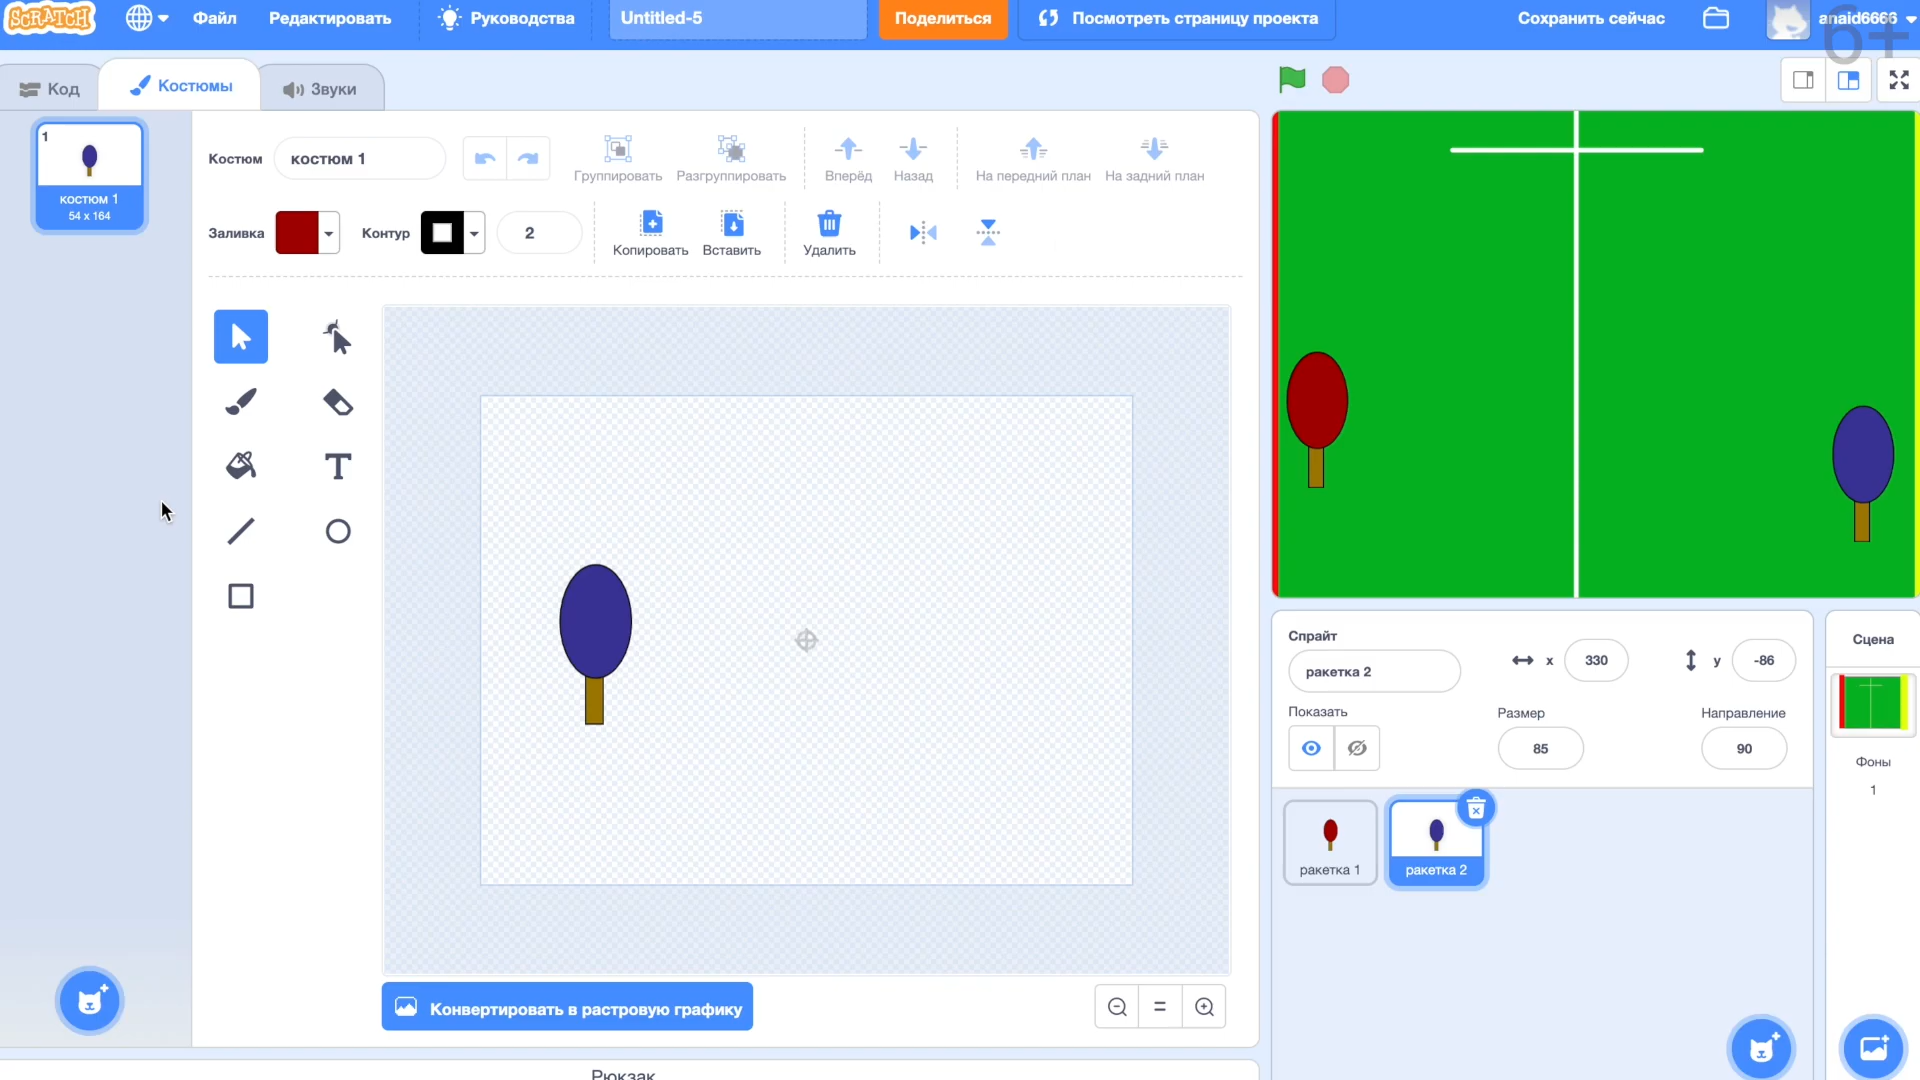 SCRATCH
Файл
Редактировать
Руководства
Untitled-5
Поделиться
Посмотреть страницу проекта
Сохранить сейчас
anaid6666
6+
Код
Костюмы
Звуки
1
костюм 1
54 x 164
Костюм
костюм 1
Группировать
Разгруппировать
Вперёд
Назад
На передний план
На задний план
Заливка
Контур
2
Копировать
Вставить
Удалить
T
Конвертировать в растровую графику
Рюкзак
Спрайт
ракетка 2
x
330
y
-86
Показать
Размер
85
Направление
90
ракетка 1
ракетка 2
Сцена
Фоны
1